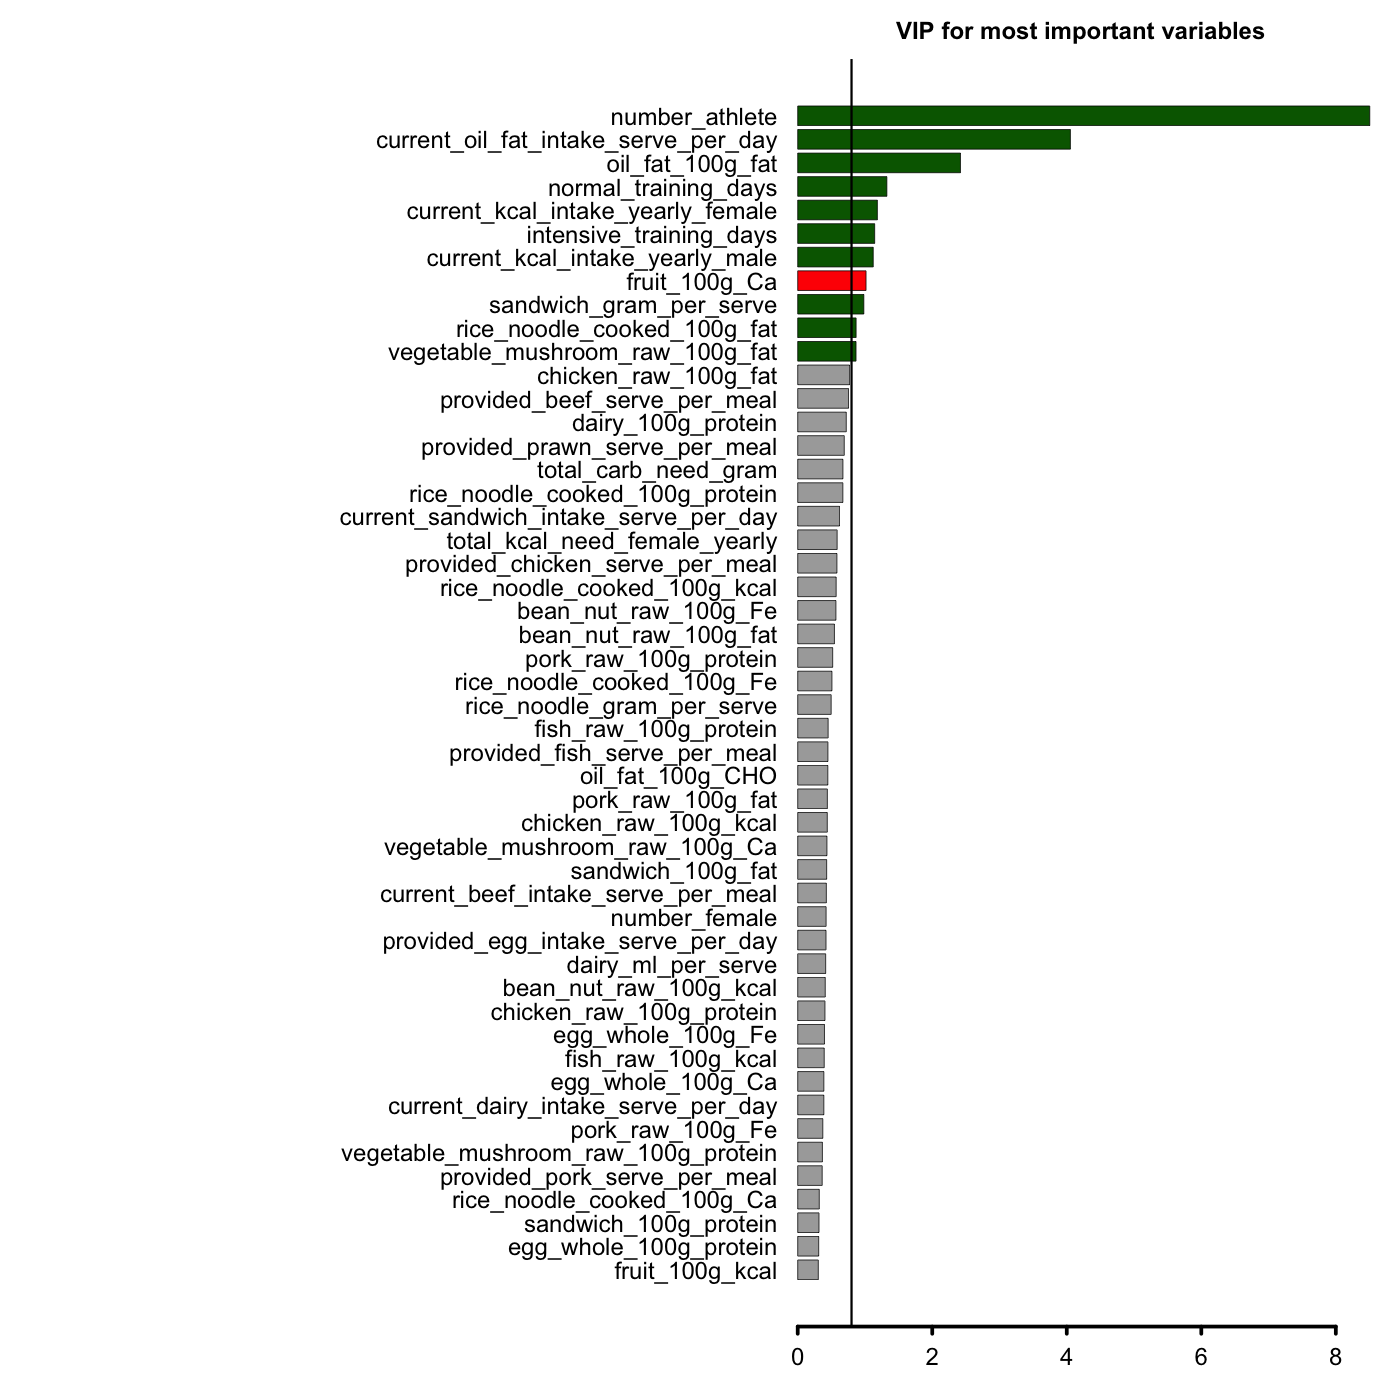 VIP for most important variables
number_athlete
current_oil_fat_intake_serve_per_day
oil_fat_100g_fat
normal_training_days
current_kcal_intake_yearly_female
intensive_training_days
current_kcal_intake_yearly_male
fruit_100g_Ca
sandwich_gram_per_serve
rice_noodle_cooked_100g_fat
vegetable_mushroom_raw_100g_fat
chicken_raw_100g_fat
provided_beef_serve_per_meal
dairy_100g_protein
provided_prawn_serve_per_meal
total_carb_need_gram
rice_noodle_cooked_100g_protein
current_sandwich_intake_serve_per_day
total_kcal_need_female_yearly
provided_chicken_serve_per_meal
rice_noodle_cooked_100g_kcal
bean_nut_raw_100g_Fe
bean_nut_raw_100g_fat
pork_raw_100g_protein
rice_noodle_cooked_100g_Fe
rice_noodle_gram_per_serve
fish_raw_100g_protein
provided_fish_serve_per_meal
oil_fat_100g_CHO
pork_raw_100g_fat
chicken_raw_100g_kcal
vegetable_mushroom_raw_100g_Ca
sandwich_100g_fat
current_beef_intake_serve_per_meal
number_female
provided_egg_intake_serve_per_day
dairy_ml_per_serve
bean_nut_raw_100g_kcal
chicken_raw_100g_protein
egg_whole_100g_Fe
fish_raw_100g_kcal
egg_whole_100g_Ca
current_dairy_intake_serve_per_day
pork_raw_100g_Fe
vegetable_mushroom_raw_100g_protein
provided_pork_serve_per_meal
rice_noodle_cooked_100g_Ca
sandwich_100g_protein
egg_whole_100g_protein
fruit_100g_kcal
0 2 4 6 8